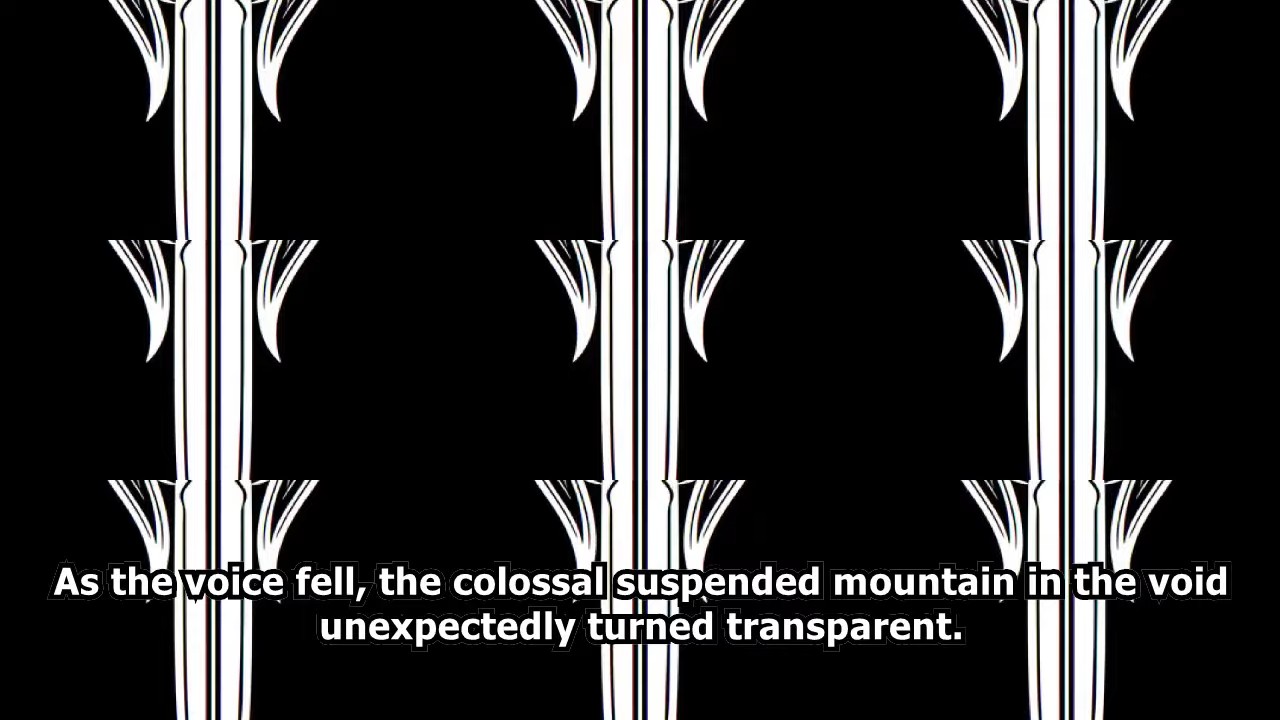 As the voice fell, the colossal suspended mountain in the void
unexpectedly turned transparent.